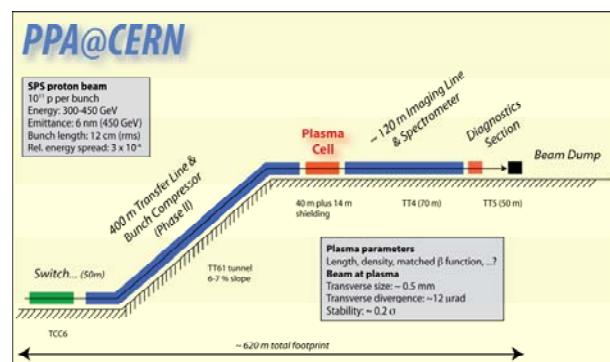 PPA@CERN
SPS proton beam
10¹¹ p per bunch
Energy: 300-450 GeV
Emittance: 6 nm (450 GeV)
Bunch length: 12 cm (rms)
Rel. energy spread: 3 x 10⁻⁴
400 m Transfer Line &
Bunch Compressor
(Phase II)
Plasma
Cell
~ 120 m Imaging Line
& Spectrometer
Diagnostics
Section
Beam Dump
40 m plus 14 m
shielding
TT4 (70 m)
TT5 (50 m)
TT61 tunnel
6-7 % slope
Plasma parameters
Length, density, matched β function, ...?
Beam at plasma
Transverse size: ~ 0.5 mm
Transverse divergence: ~12 μrad
Stability: ~ 0.2 σ
Switch... (50m)
TCC6
~ 620 m total footprint